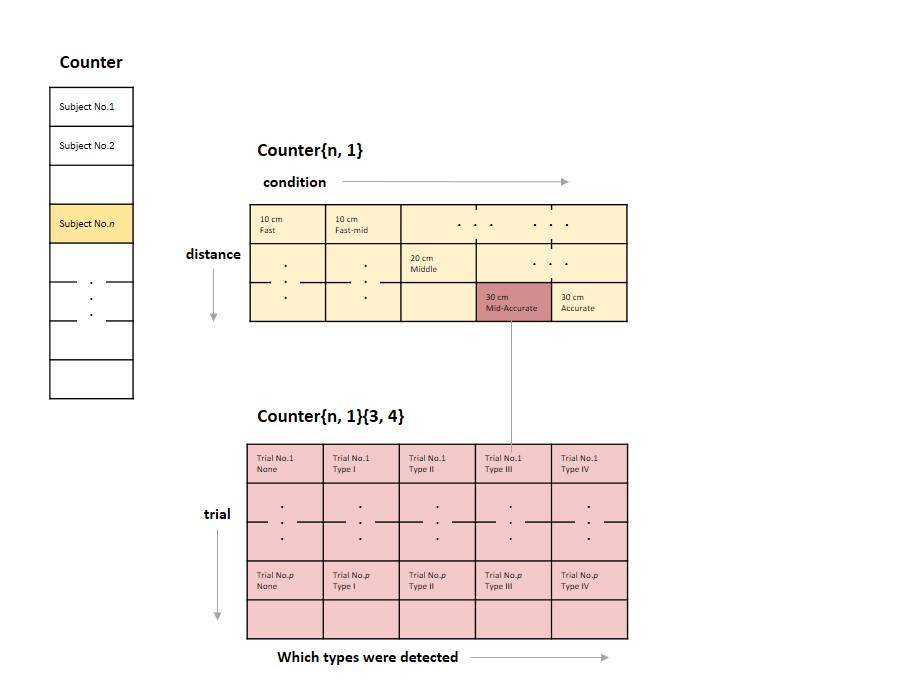 Counter
Subject No.1
Subject No.2
Subject No.n
Counter{n, 1}
condition
distance
10 cm
Fast
10 cm
Fast-mid
20 cm
Middle
30 cm
Mid-Accurate
30 cm
Accurate
Counter{n, 1}{3, 4}
trial
Trial No.1
None
Trial No.1
Type I
Trial No.1
Type II
Trial No.1
Type III
Trial No.1
Type IV
Trial No.p
None
Trial No.p
Type I
Trial No.p
Type II
Trial No.p
Type III
Trial No.p
Type IV
Which types were detected